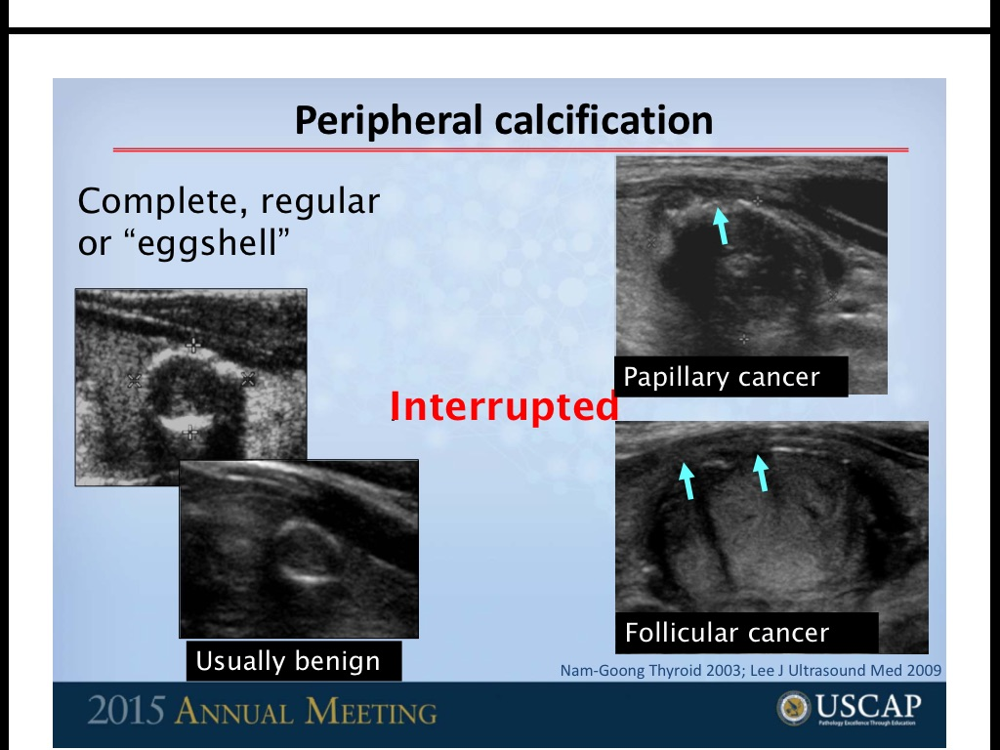 Peripheral calcification
Complete, regular
or “eggshell”
Usually benign
Interrupted
Papillary cancer
Follicular cancer
Nam-Goong Thyroid 2003; Lee J Ultrasound Med 2009
2015 ANNUAL MEETING
USCAP
Pathology Excellence Through Education